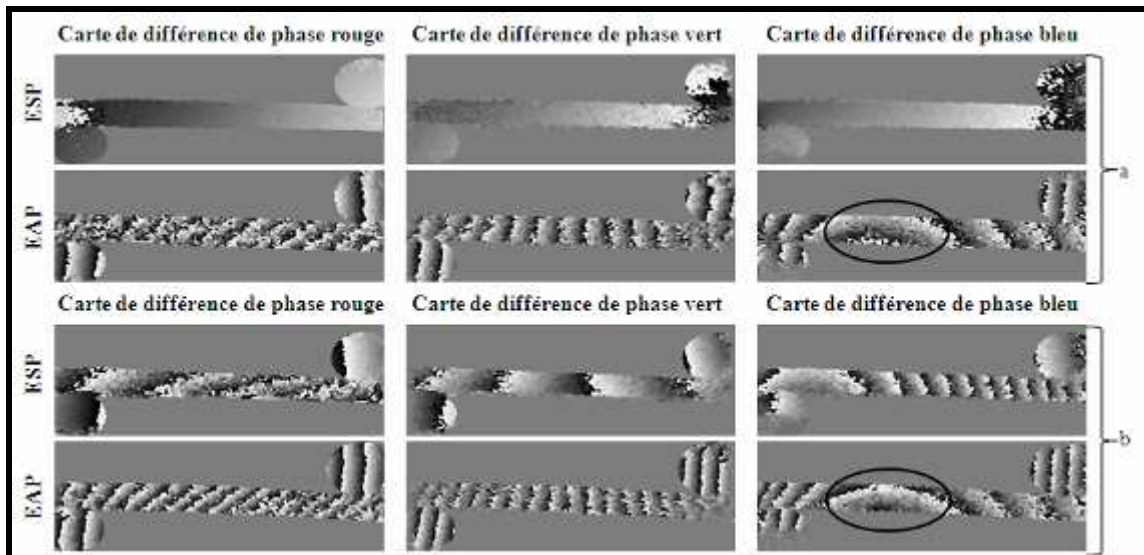 Carte de différence de phase rouge Carte de différence de phase vert Carte de différence de phase bleu
ESP
EAP
a
Carte de différence de phase rouge Carte de différence de phase vert Carte de différence de phase bleu
ESP
EAP
b